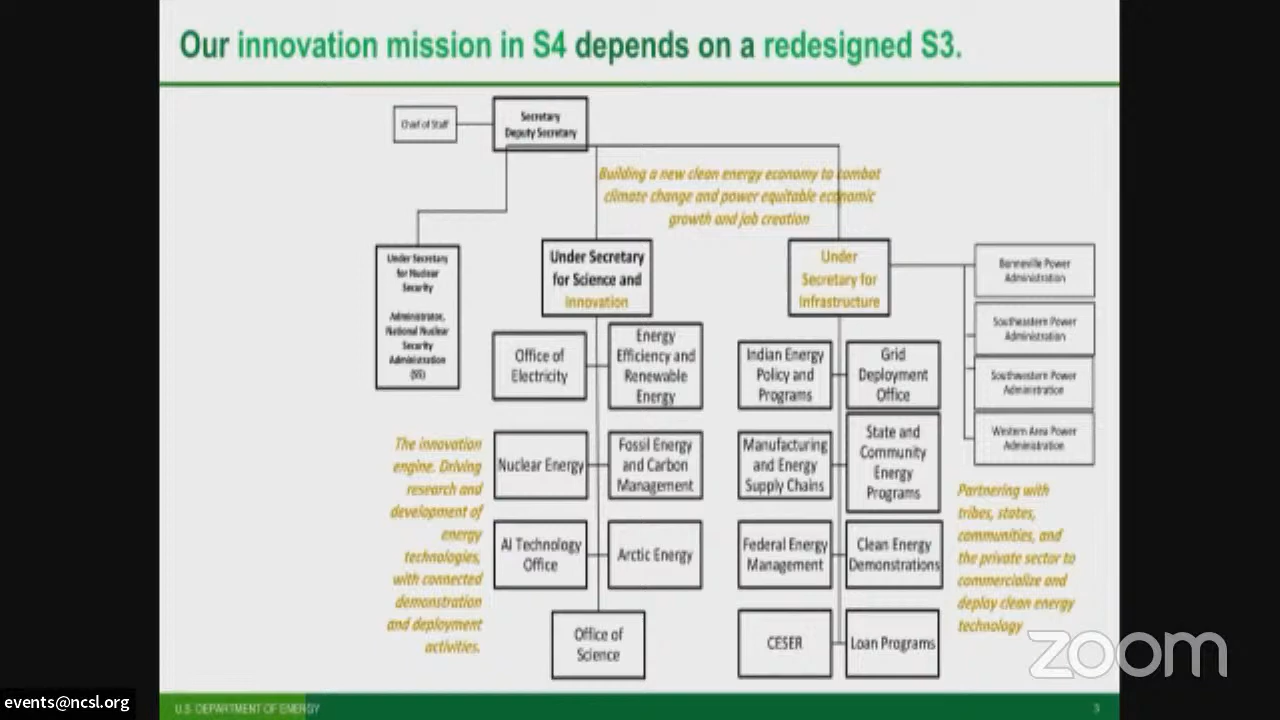 Our innovation mission in S4 depends on a redesigned S3.
Chief of Staff
Secretary
Deputy Secretary
Building a new clean energy economy to combat
climate change and power equitable economic
growth and job creation
Under Secretary
for Nuclear
Security
Administrator,
National Nuclear
Security
Administration
(S5)
Under Secretary
for Science and
Innovation
Under
Secretary for
Infrastructure
Bonneville Power
Administration
Southeastern Power
Administration
Southwestern Power
Administration
Western Area Power
Administration
Office of
Electricity
Energy
Efficiency and
Renewable
Energy
Nuclear Energy
Fossil Energy
and Carbon
Management
AI Technology
Office
Arctic Energy
Office of
Science
Indian Energy
Policy and
Programs
Grid
Deployment
Office
Manufacturing
and Energy
Supply Chains
State and
Community
Energy
Programs
Federal Energy
Management
Clean Energy
Demonstrations
CESER
Loan Programs
The innovation
engine. Driving
research and
development of
energy
technologies,
with connected
demonstration
and deployment
activities.
Partnering with
tribes, states,
communities, and
the private sector to
commercialize and
deploy clean energy
technology
zoom
events@ncsl.org
U.S. DEPARTMENT OF ENERGY
3